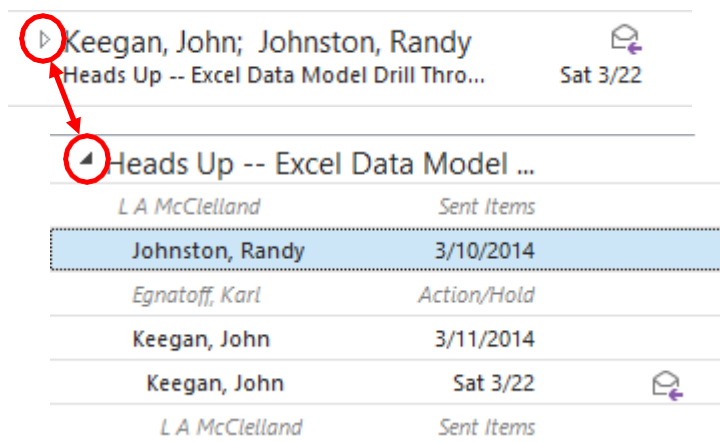 Keegan, John;  Johnston, Randy
Heads Up -- Excel Data Model Drill Thro... Sat 3/22
Heads Up -- Excel Data Model ...
L A McClelland Sent Items
Johnston, Randy 3/10/2014
Egnatoff, Karl Action/Hold
Keegan, John 3/11/2014
Keegan, John Sat 3/22
L A McClelland Sent Items